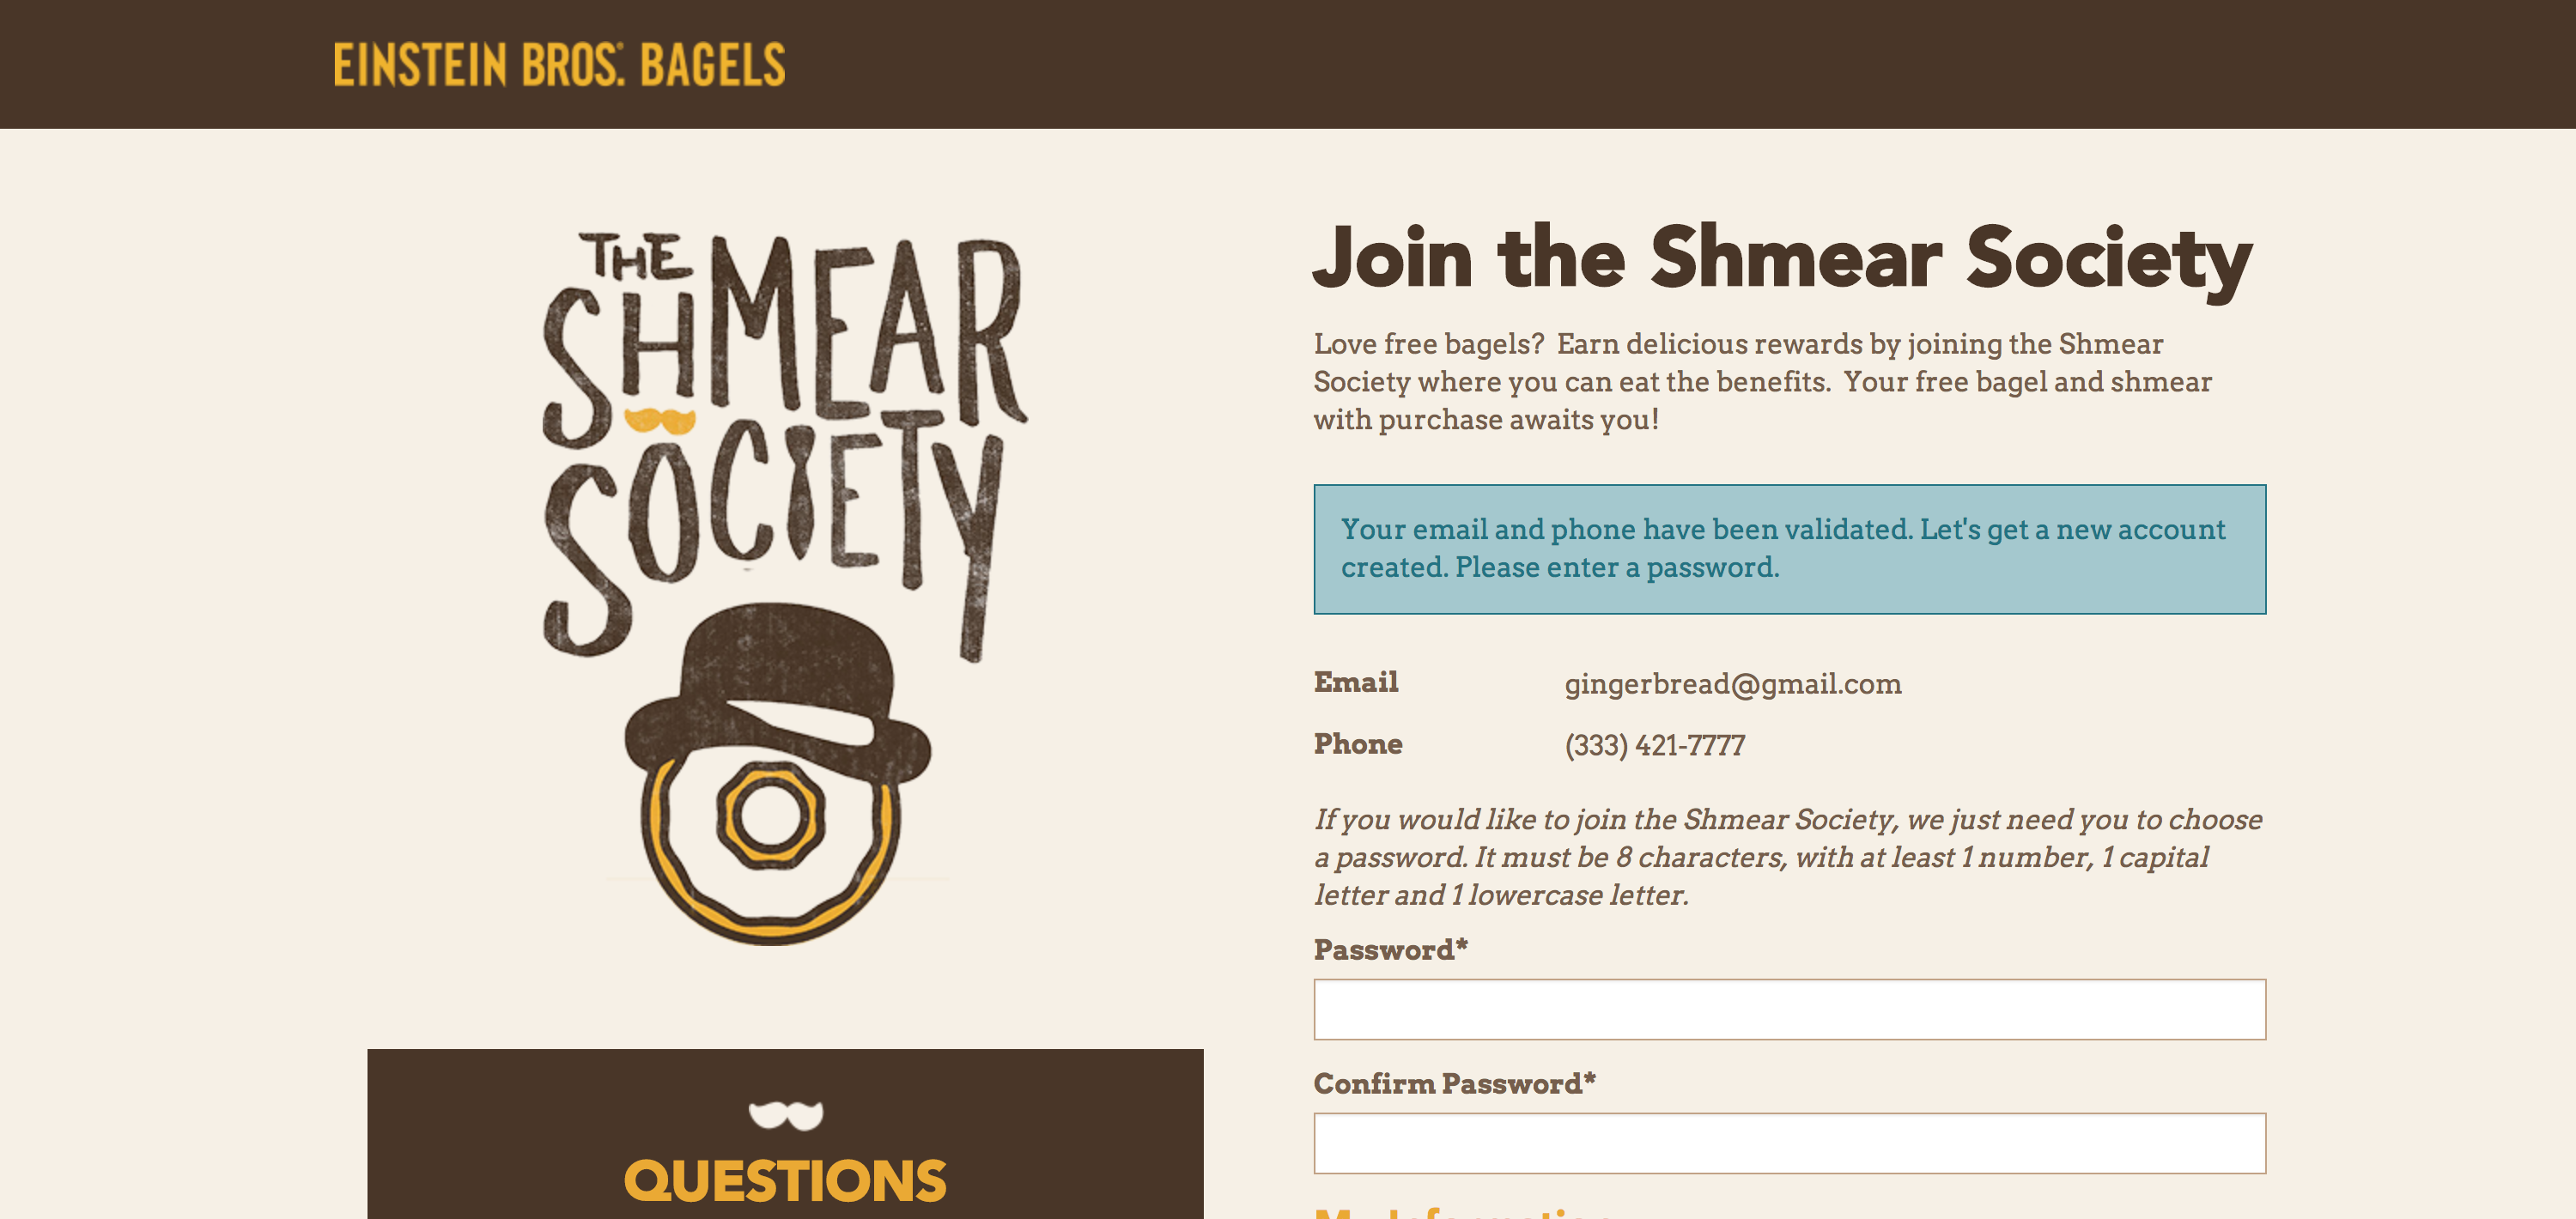 EINSTEIN BROS.® BAGELS
THE
SHMEAR
SOCIETY
QUESTIONS
Join the Shmear Society
Love free bagels?  Earn delicious rewards by joining the Shmear
Society where you can eat the benefits.  Your free bagel and shmear
with purchase awaits you!
Your email and phone have been validated. Let's get a new account
created. Please enter a password.
Email gingerbread@gmail.com
Phone (333) 421-7777
If you would like to join the Shmear Society, we just need you to choose
a password. It must be 8 characters, with at least 1 number, 1 capital
letter and 1 lowercase letter.
Password*
Confirm Password*
My Information